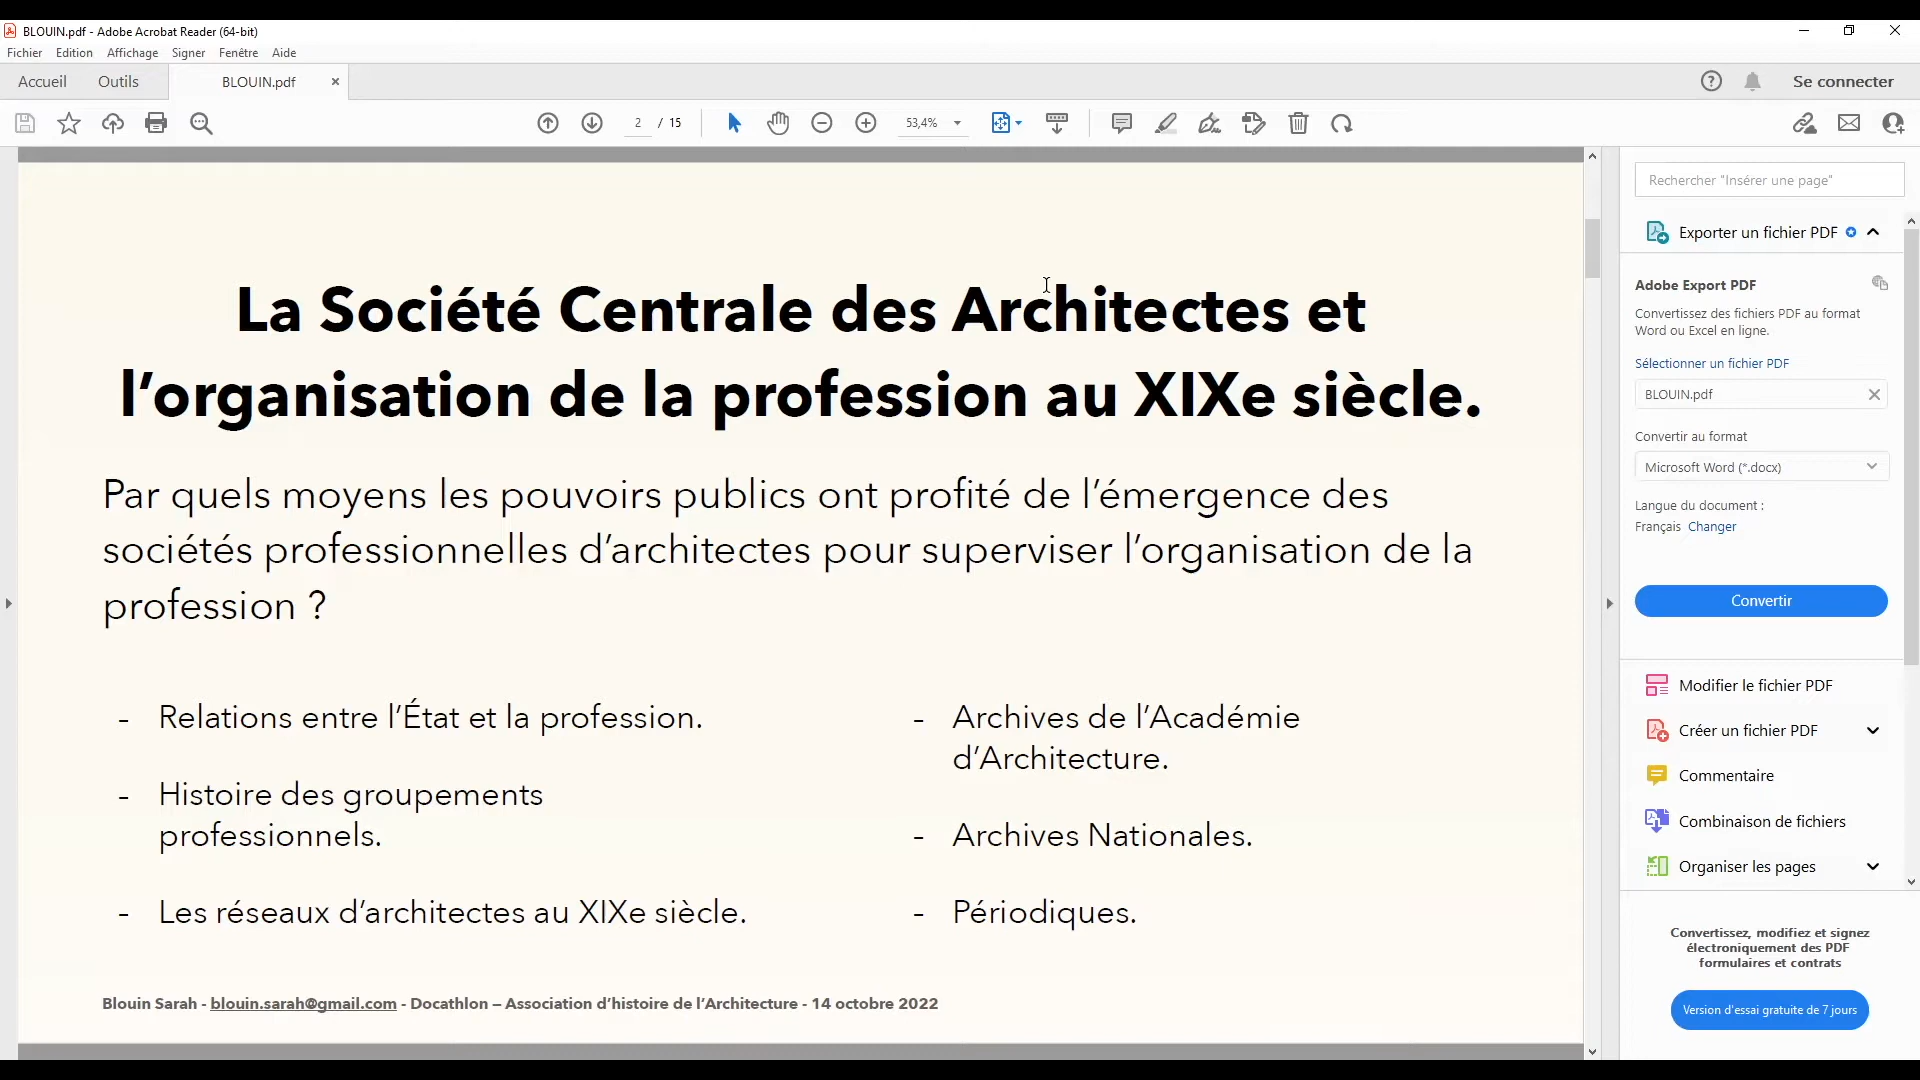 BLOUIN.pdf - Adobe Acrobat Reader (64-bit)
Fichier Edition Affichage Signer Fenêtre Aide
Accueil Outils BLOUIN.pdf Se connecter
2 / 15 53,4%
La Société Centrale des Architectes et
l’organisation de la profession au XIXe siècle.
Par quels moyens les pouvoirs publics ont profité de l’émergence des
sociétés professionnelles d’architectes pour superviser l’organisation de la
profession ?
- Relations entre l’État et la profession.
- Histoire des groupements
professionnels.
- Les réseaux d’architectes au XIXe siècle.
- Archives de l’Académie
d’Architecture.
- Archives Nationales.
- Périodiques.
Blouin Sarah - blouin.sarah@gmail.com - Docathlon – Association d’histoire de l’Architecture - 14 octobre 2022
Rechercher "Insérer une page"
Exporter un fichier PDF
Adobe Export PDF
Convertissez des fichiers PDF au format
Word ou Excel en ligne.
Sélectionner un fichier PDF
BLOUIN.pdf
Convertir au format
Microsoft Word (*.docx)
Langue du document :
Français Changer
Convertir
Modifier le fichier PDF
Créer un fichier PDF
Commentaire
Combinaison de fichiers
Organiser les pages
Convertissez, modifiez et signez
électroniquement des PDF
formulaires et contrats
Version d'essai gratuite de 7 jours